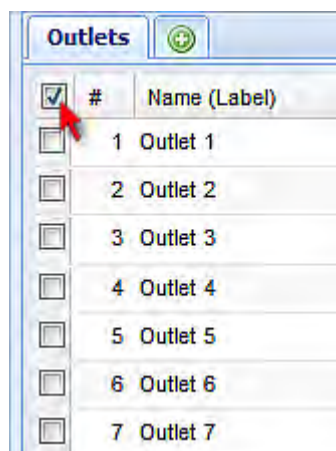 Outlets
# Name (Label)
1 Outlet 1
2 Outlet 2
3 Outlet 3
4 Outlet 4
5 Outlet 5
6 Outlet 6
7 Outlet 7